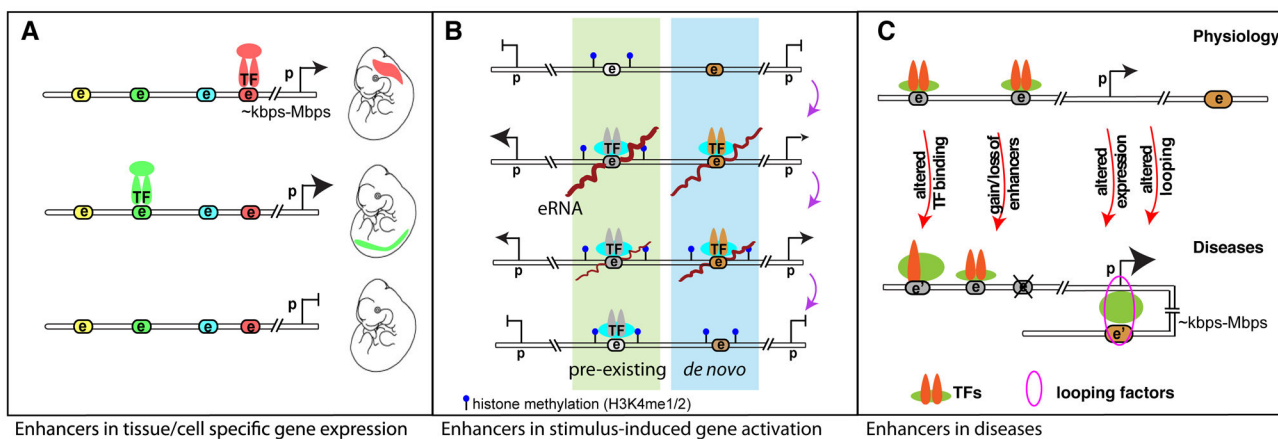 A
TF
p
e
e
e
e
~kbps-Mbps
TF
p
e
e
e
e
p
e
e
e
e
Enhancers in tissue/cell specific gene expression
B
p
e
e
p
TF
TF
p
e
e
p
eRNA
TF
TF
p
e
e
p
TF
p
e
e
p
pre-existing
de novo
histone methylation (H3K4me1/2)
Enhancers in stimulus-induced gene activation
C
Physiology
p
e
e
e
altered
TF binding
gain/loss of
enhancers
altered
expression
altered
looping
Diseases
p
e'
e
e
~kbps-Mbps
e'
TFs
looping factors
Enhancers in diseases